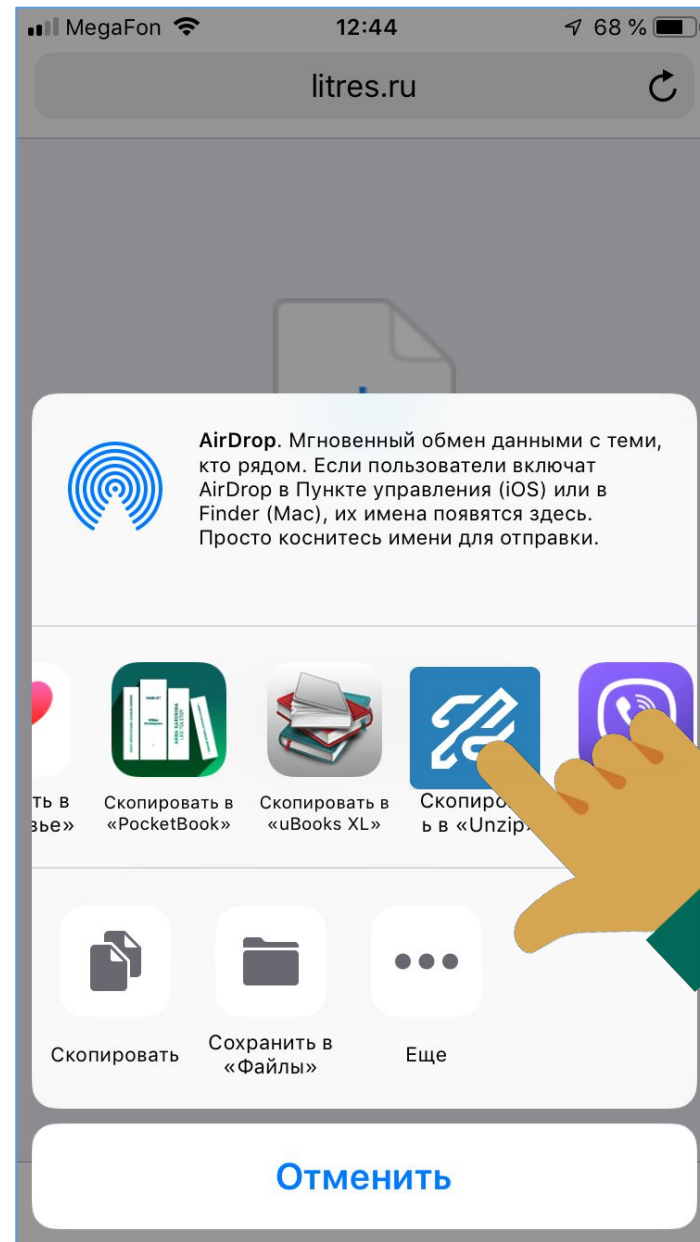 MegaFon 12:44 68 %
litres.ru
AirDrop. Мгновенный обмен данными с теми,
кто рядом. Если пользователи включат
AirDrop в Пункте управления (iOS) или в
Finder (Mac), их имена появятся здесь.
Просто коснитесь имени для отправки.
ть в
вье»
Скопировать в
«PocketBook»
Скопировать в
«uBooks XL»
Скопиро
ь в «Unzip»
Скопировать
Сохранить в
«Файлы»
Еще
Отменить